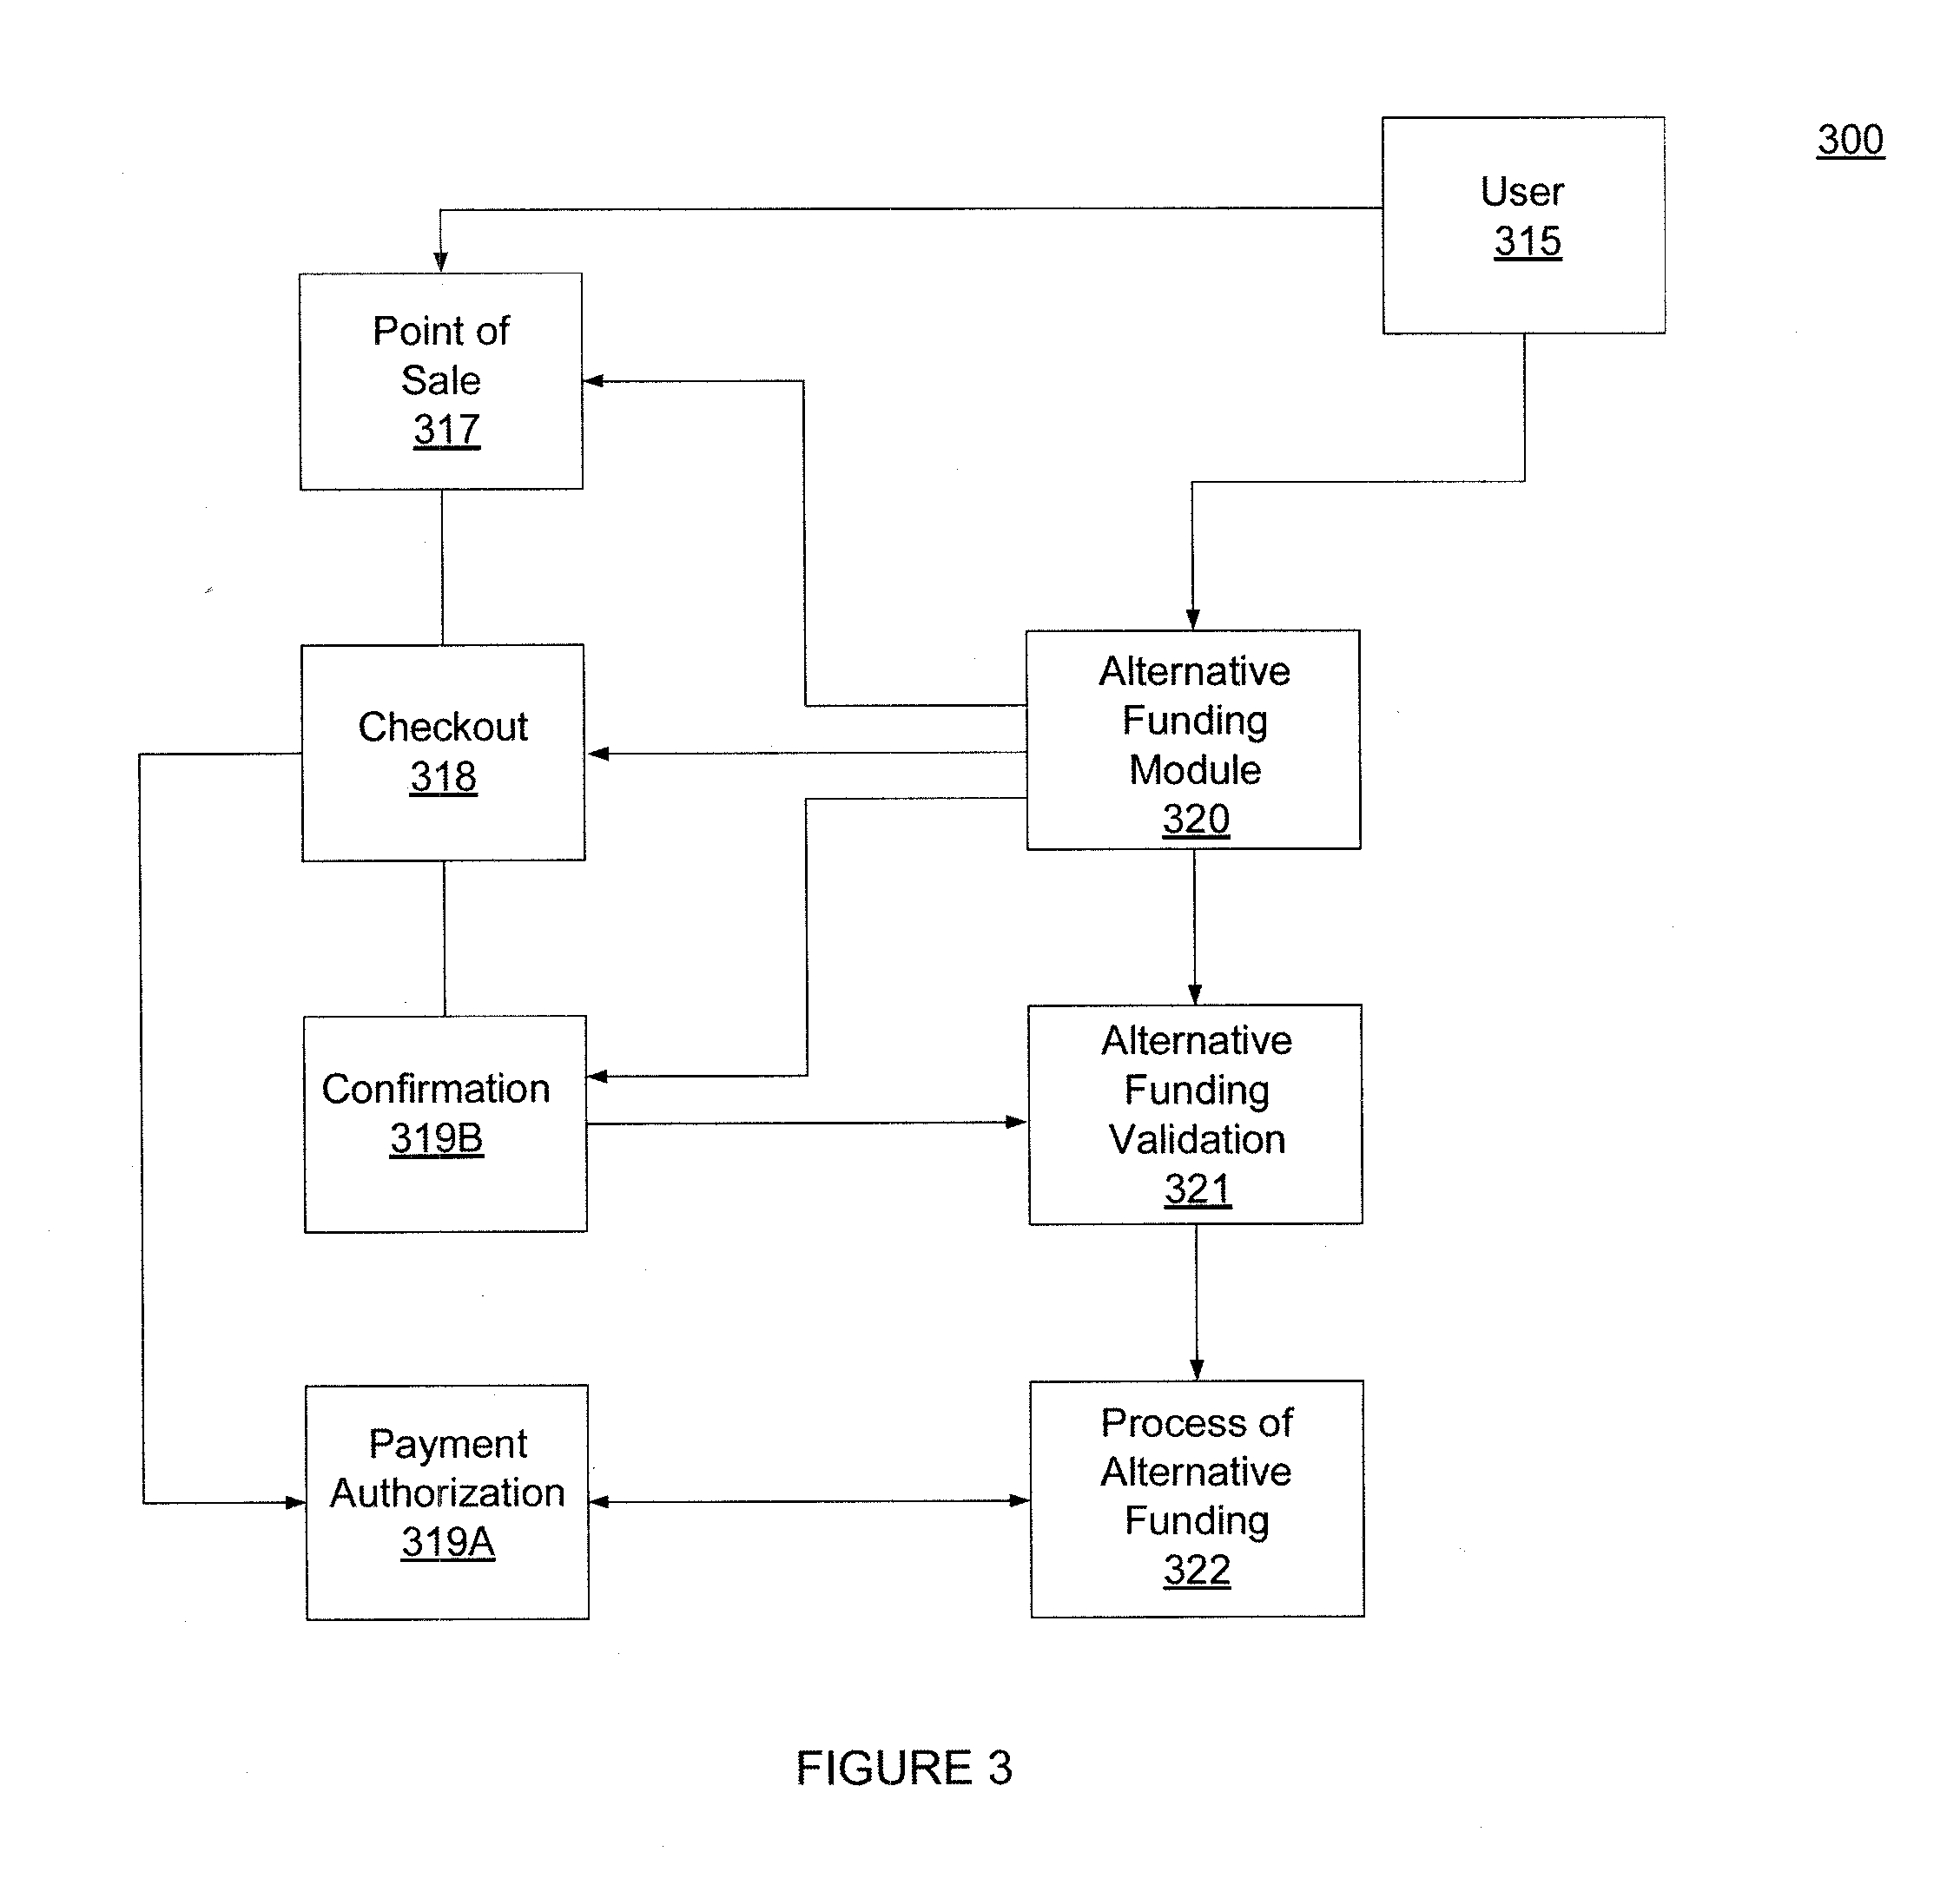 300
User
315
Point of
Sale
317
Alternative
Funding
Module
320
Checkout
318
Alternative
Funding
Validation
321
Confirmation
319B
Payment
Authorization
319A
Process of
Alternative
Funding
322
FIGURE 3